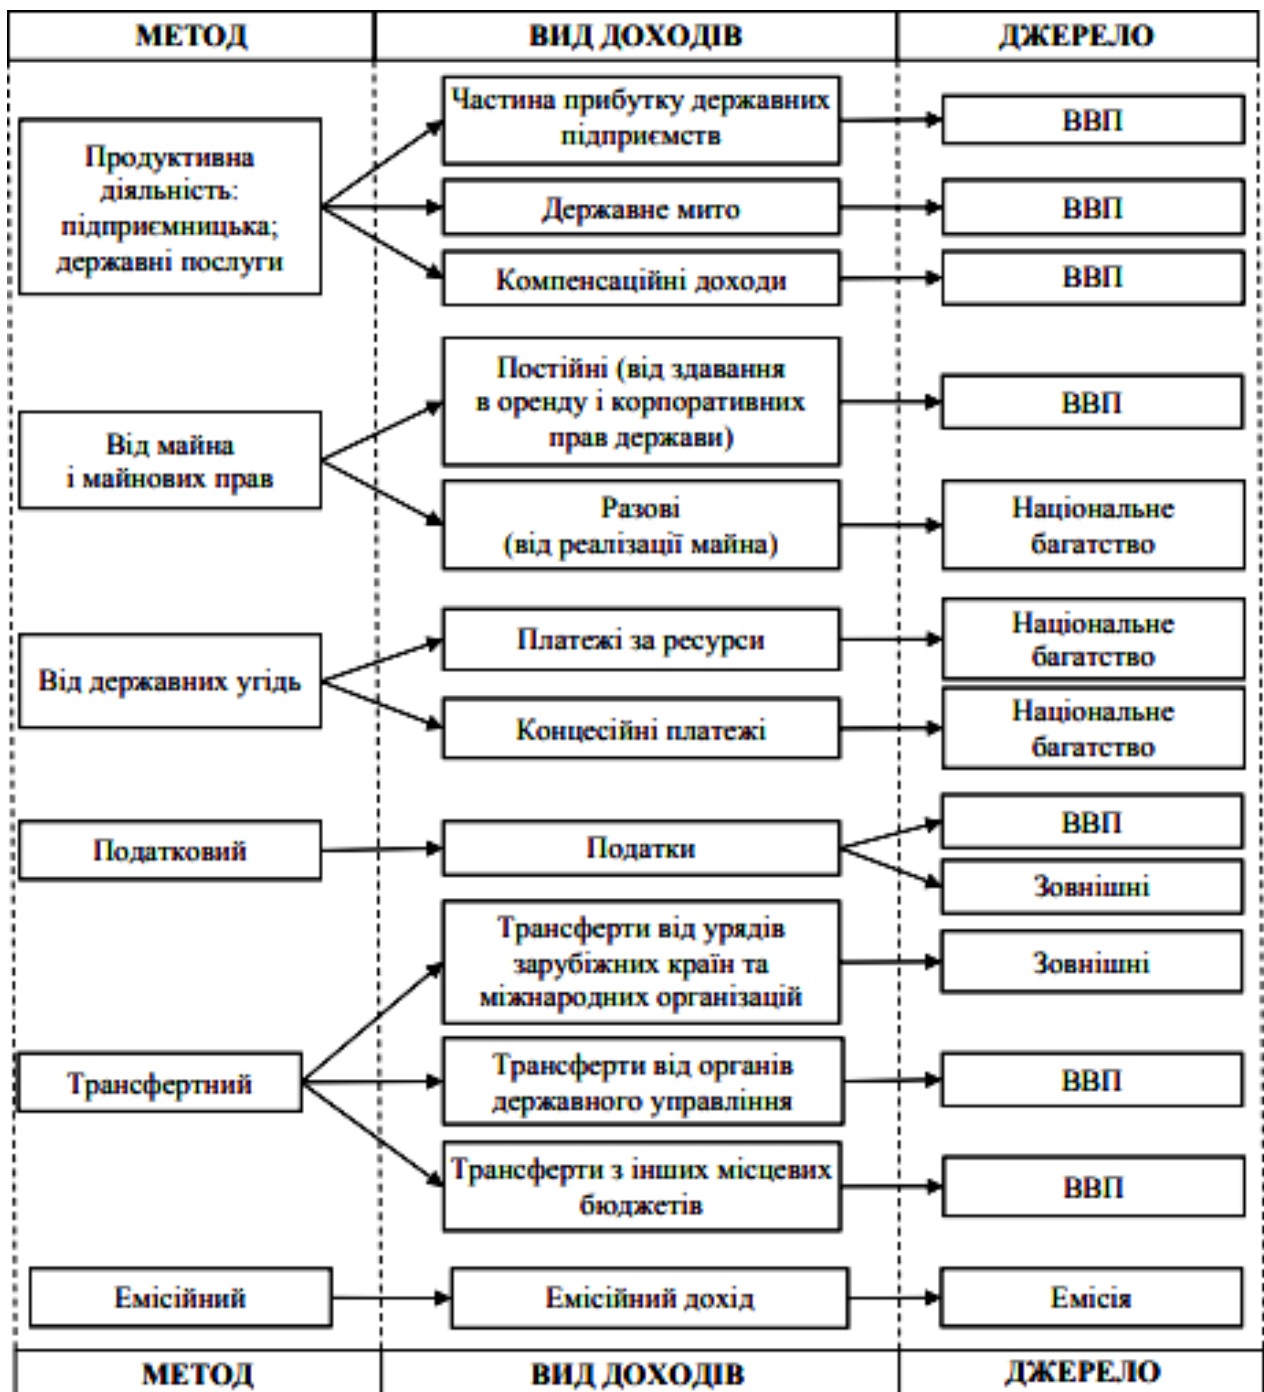 МЕТОД
ВИД ДОХОДІВ
ДЖЕРЕЛО
Продуктивна
діяльність:
підприємницька;
державні послуги
Частина прибутку державних
підприємств
ВВП
Державне мито
ВВП
Компенсаційні доходи
ВВП
Від майна
і майнових прав
Постійні (від здавання
в оренду і корпоративних
прав держави)
ВВП
Разові
(від реалізації майна)
Національне
багатство
Від державних угідь
Платежі за ресурси
Національне
багатство
Концесійні платежі
Національне
багатство
Податковий
Податки
ВВП
Зовнішні
Трансфертний
Трансферти від урядів
зарубіжних країн та
міжнародних організацій
Зовнішні
Трансферти від органів
державного управління
ВВП
Трансферти з інших місцевих
бюджетів
ВВП
Емісійний
Емісійний дохід
Емісія
МЕТОД
ВИД ДОХОДІВ
ДЖЕРЕЛО